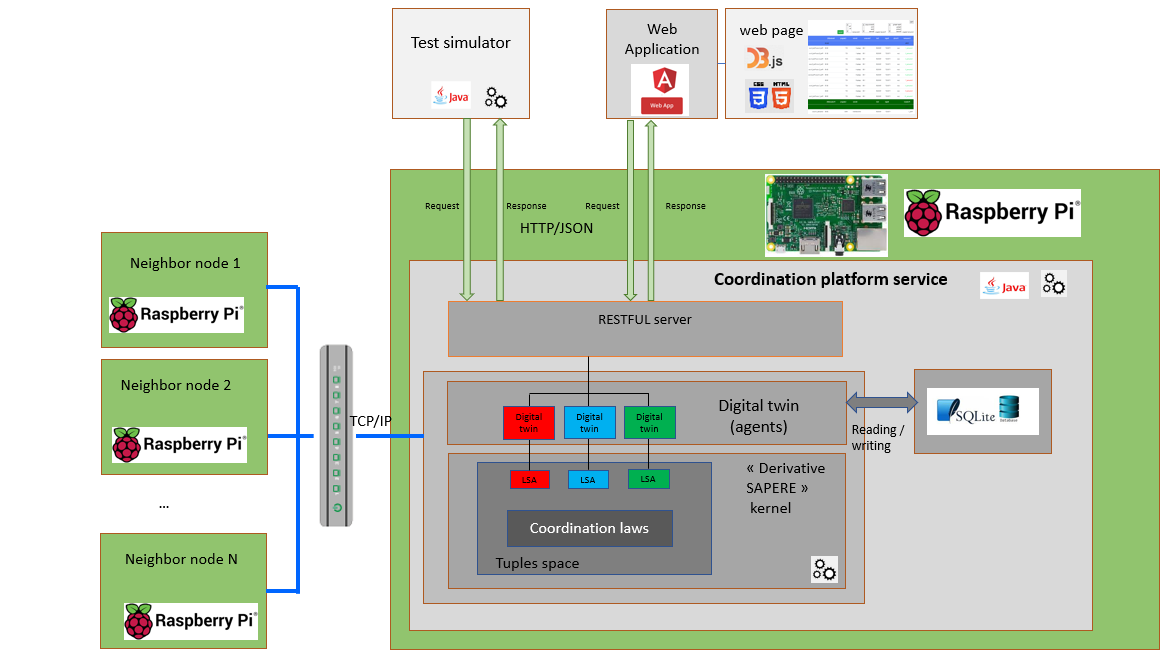 Test simulator
Java
Web
Application
Web App
web page
D3.js
CSS
3
HTML
5
Request
Response
Request
Response
HTTP/JSON
Raspberry Pi
Neighbor node 1
Raspberry Pi
Neighbor node 2
Raspberry Pi
...
Neighbor node N
Raspberry Pi
TCP/IP
Coordination platform service
Java
RESTFUL server
Digital
twin
Digital
twin
Digital
twin
Digital twin
(agents)
Reading /
writing
SQLite
LSA
LSA
LSA
« Derivative
SAPERE »
kernel
Coordination laws
Tuples space